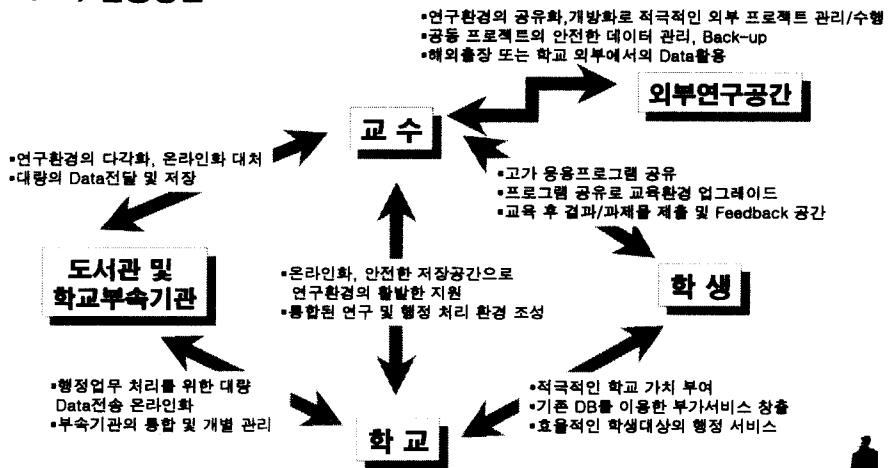 ▪연구환경의 공유화,개방화로 적극적인 외부 프로젝트 관리/수행
▪공동 프로젝트의 안전한 데이터 관리, Back-up
▪해외출장 또는 학교 외부에서의 Data활용
외부연구공간
교 수
▪연구환경의 다각화, 온라인화 대처
▪대량의 Data전달 및 저장
▪고가 응용프로그램 공유
▪프로그램 공유로 교육환경 업그레이드
▪교육 후 결과/과제물 제출 및 Feedback 공간
도서관 및
학교부속기관
▪온라인화, 안전한 저장공간으로
연구환경의 활발한 지원
▪통합된 연구 및 행정 처리 환경 조성
학 생
▪행정업무 처리를 위한 대량
Data전송 온라인화
▪부속기관의 통합 및 개별 관리
▪적극적인 학교 가치 부여
▪기존 DB를 이용한 부가서비스 창출
▪효율적인 학생대상의 행정 서비스
학 교